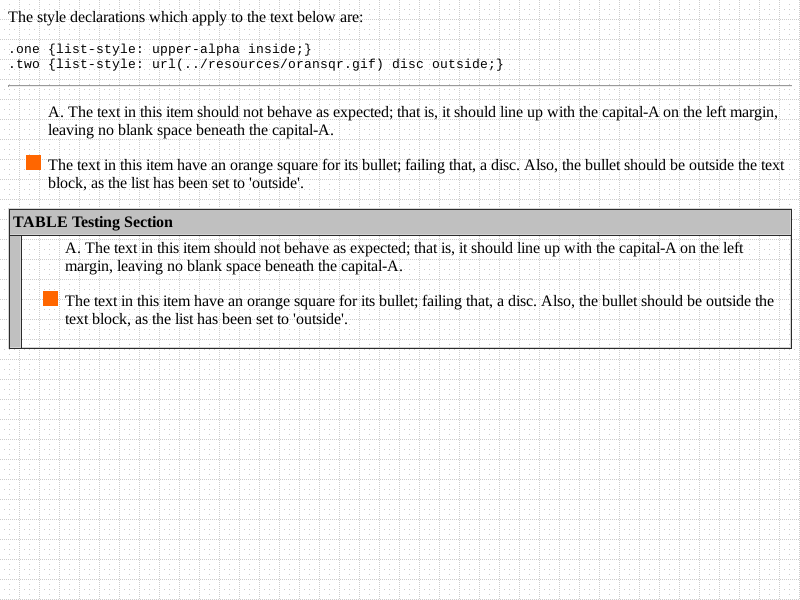 The style declarations which apply to the text below are:
.one {list-style: upper-alpha inside;}
.two {list-style: url(../resources/oransqr.gif) disc outside;}
A. The text in this item should not behave as expected; that is, it should line up with the capital-A on the left margin,
leaving no blank space beneath the capital-A.
The text in this item have an orange square for its bullet; failing that, a disc. Also, the bullet should be outside the text
block, as the list has been set to 'outside'.
TABLE Testing Section
A. The text in this item should not behave as expected; that is, it should line up with the capital-A on the left
margin, leaving no blank space beneath the capital-A.
The text in this item have an orange square for its bullet; failing that, a disc. Also, the bullet should be outside the
text block, as the list has been set to 'outside'.